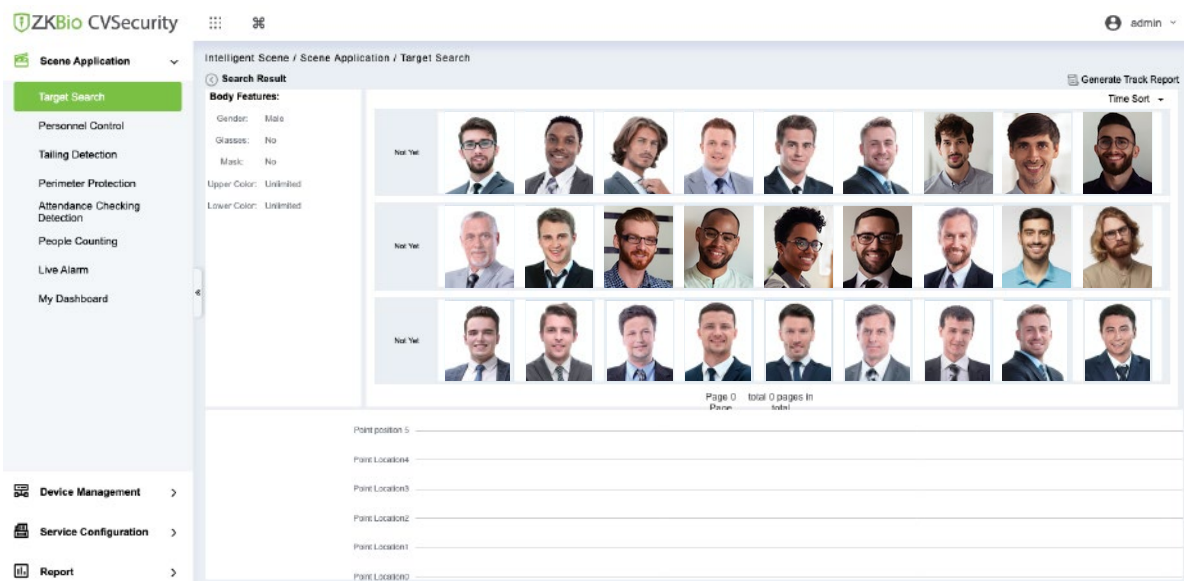 ZKBio CVSecurity
admin
Scene Application
Target Search
Personnel Control
Tailing Detection
Perimeter Protection
Attendance Checking
Detection
People Counting
Live Alarm
My Dashboard
Device Management
Service Configuration
Report
Intelligent Scene / Scene Application / Target Search
Search Result
Generate Track Report
Body Features:
Gender: Male
Glasses: No
Mask: No
Upper Color: Unlimited
Lower Color: Unlimited
Time Sort
Not Yet
Not Yet
Not Yet
Page 0 total 0 pages in
Page total
Point position 5
Point Location4
Point Location3
Point Location2
Point Location1
Point Location0